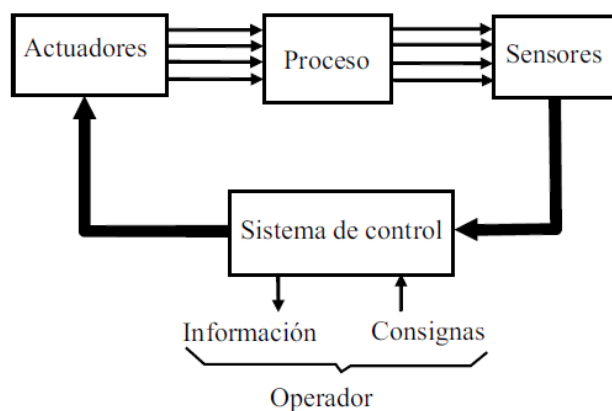 Actuadores
Proceso
Sensores
Sistema de control
Información
Consignas
Operador